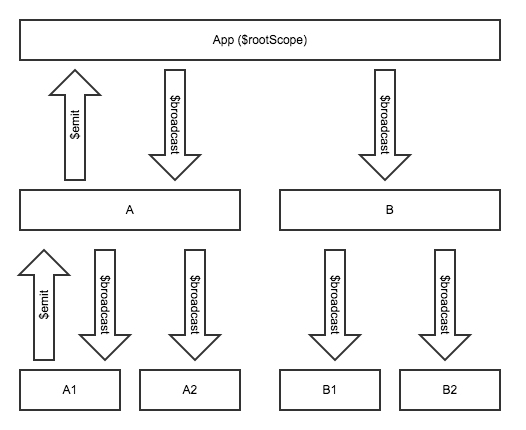 App ($rootScope)
$emit
$broadcast
$broadcast
A
B
$emit
$broadcast
$broadcast
$broadcast
$broadcast
A1
A2
B1
B2